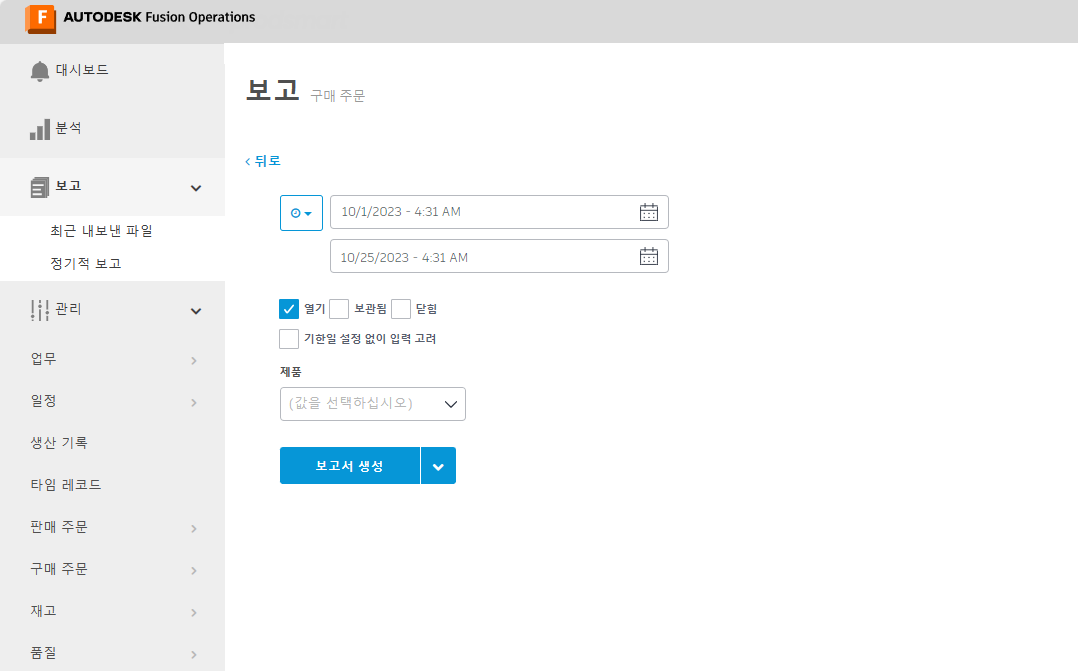 F AUTODESK Fusion Operations
대시보드
분석
보고
최근 내보낸 파일
정기적 보고
관리
업무
일정
생산 기록
타임 레코드
판매 주문
구매 주문
재고
품질
보고 구매 주문
뒤로
10/1/2023 - 4:31 AM
10/25/2023 - 4:31 AM
열기 보관됨 닫힘
기한일 설정 없이 입력 고려
제품
(값을 선택하십시오)
보고서 생성